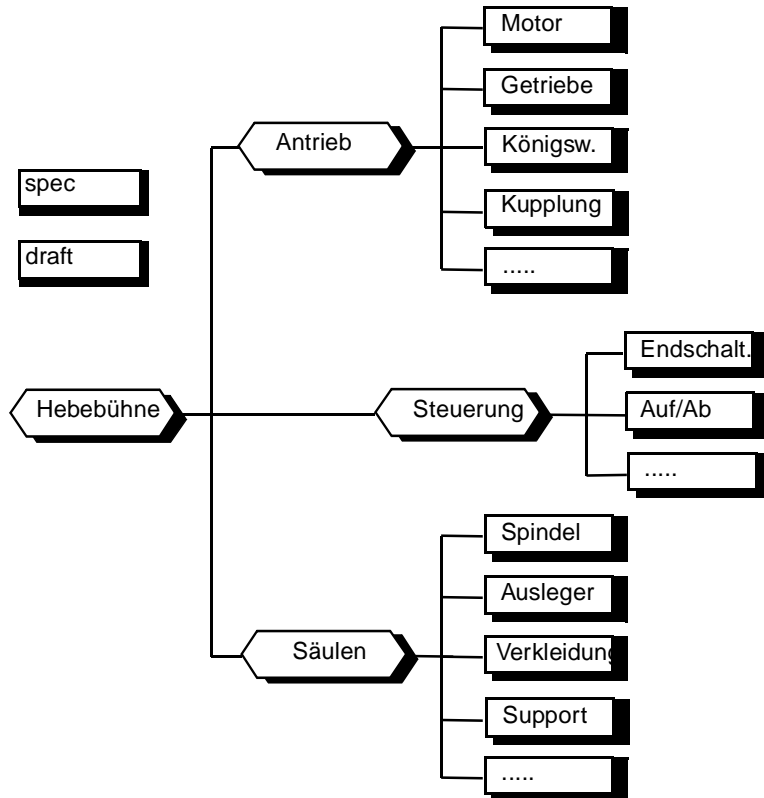 Motor
Getriebe
Antrieb
Königsw.
spec
Kupplung
draft
.....
Endschalt.
Hebebühne
Steuerung
Auf/Ab
.....
Spindel
Ausleger
Säulen
Verkleidung
Support
.....